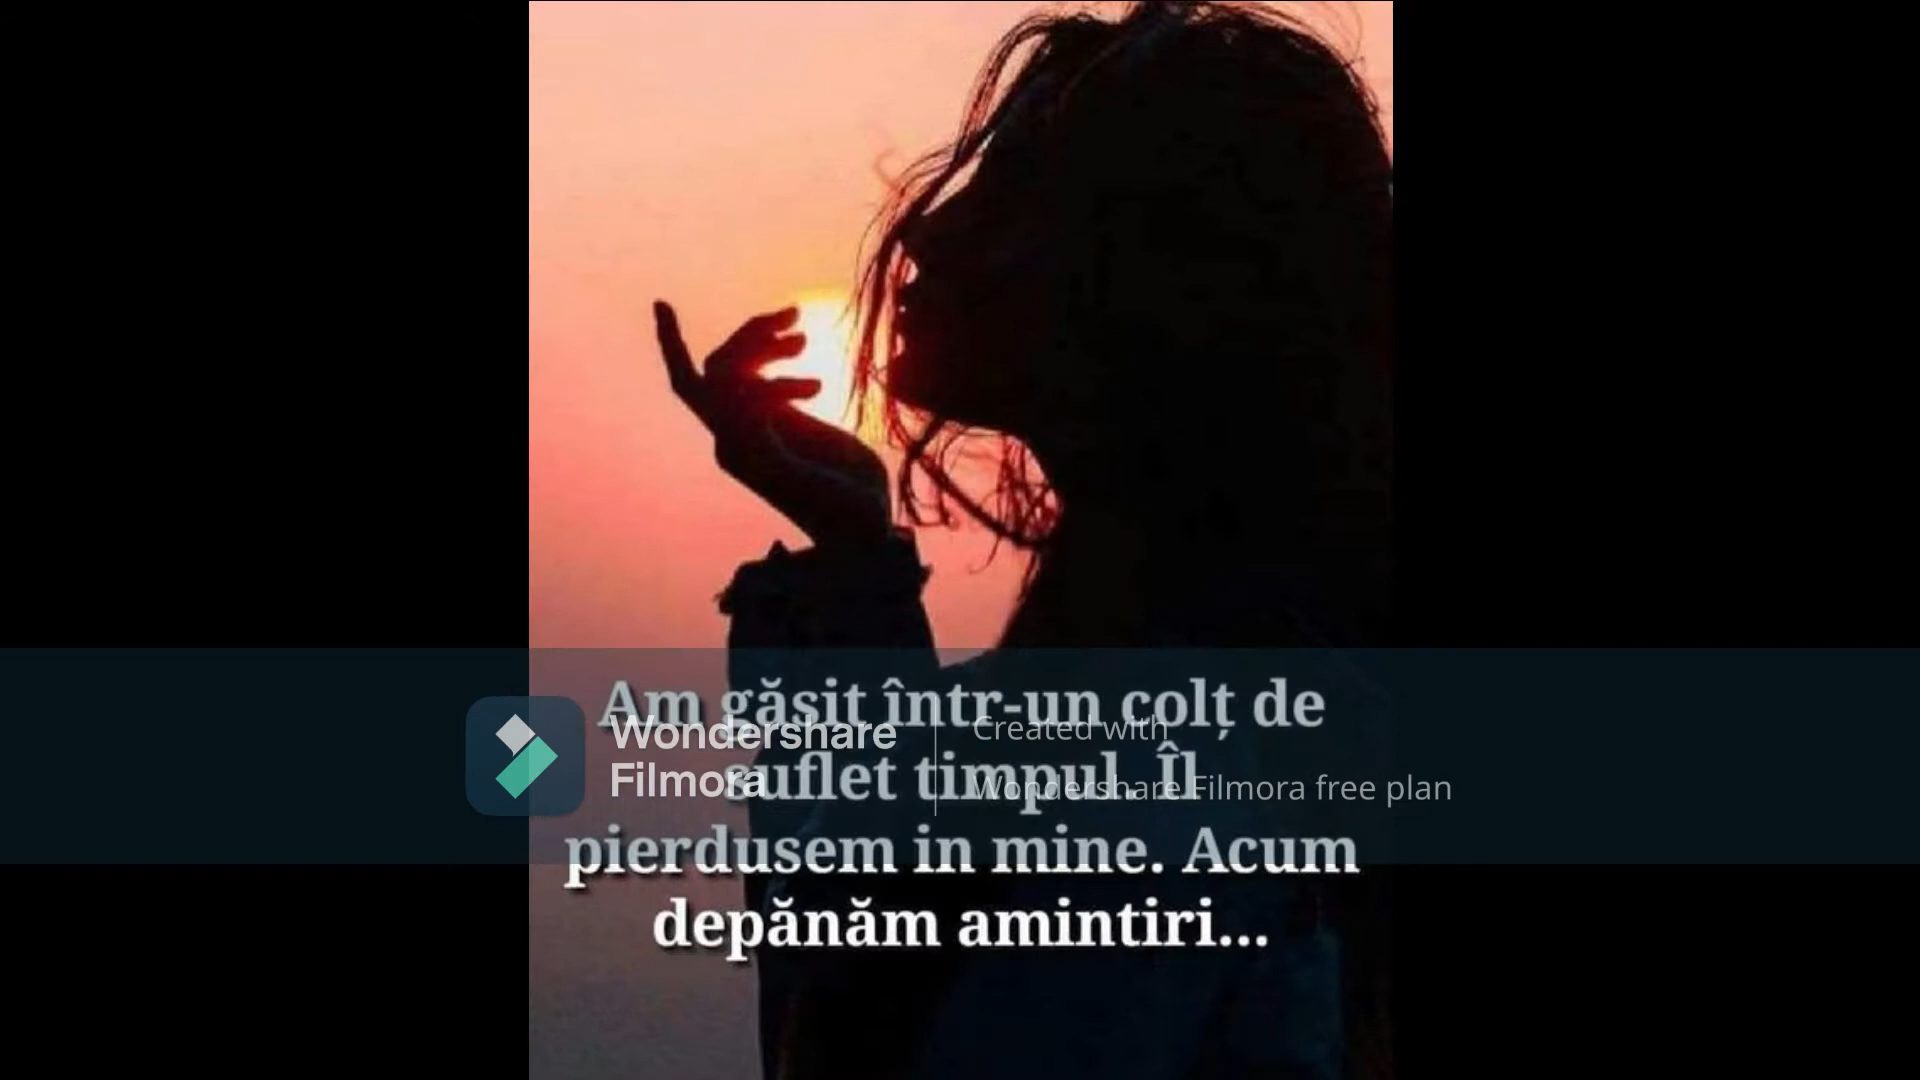 Am găsit într-un colț de
suflet timpul. Îl
pierdusem in mine. Acum
depănăm amintiri...
Wondershare
Filmora
Created with
Wondershare Filmora free plan